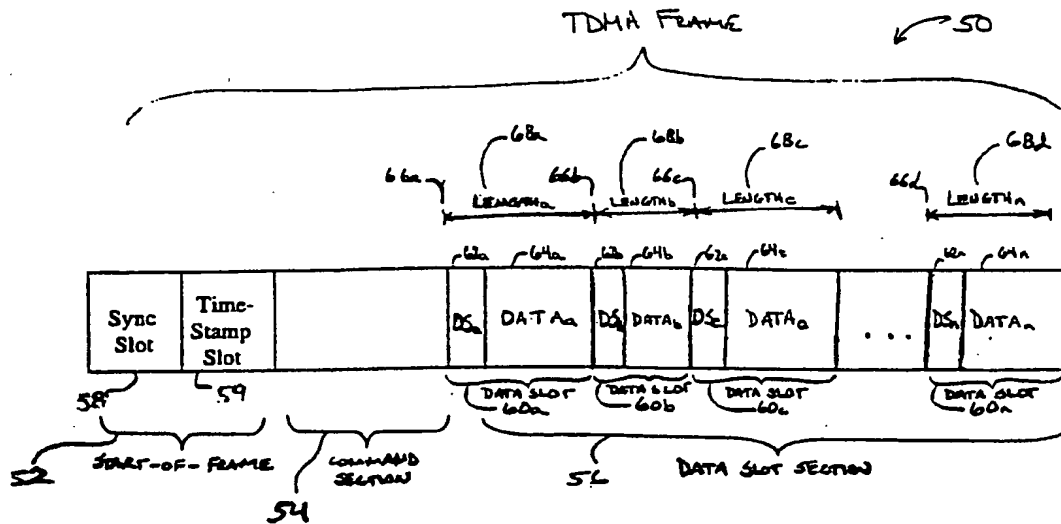 TDMA FRAME
50
68a 68b 68c 68d
66a 66b 66c 66d
LENGTHa LENGTHb LENGTHc LENGTHn
62a 64a 62b 64b 62c 64c 62n 64n
Sync Slot
Time-Stamp Slot
DSa DATAa DSb DATAb DSc DATAa ... DSn DATAn
58 59
DATA SLOT 60a DATA SLOT 60b DATA SLOT 60c DATA SLOT 60n
52 START-OF-FRAME
54 COMMAND SECTION
56 DATA SLOT SECTION